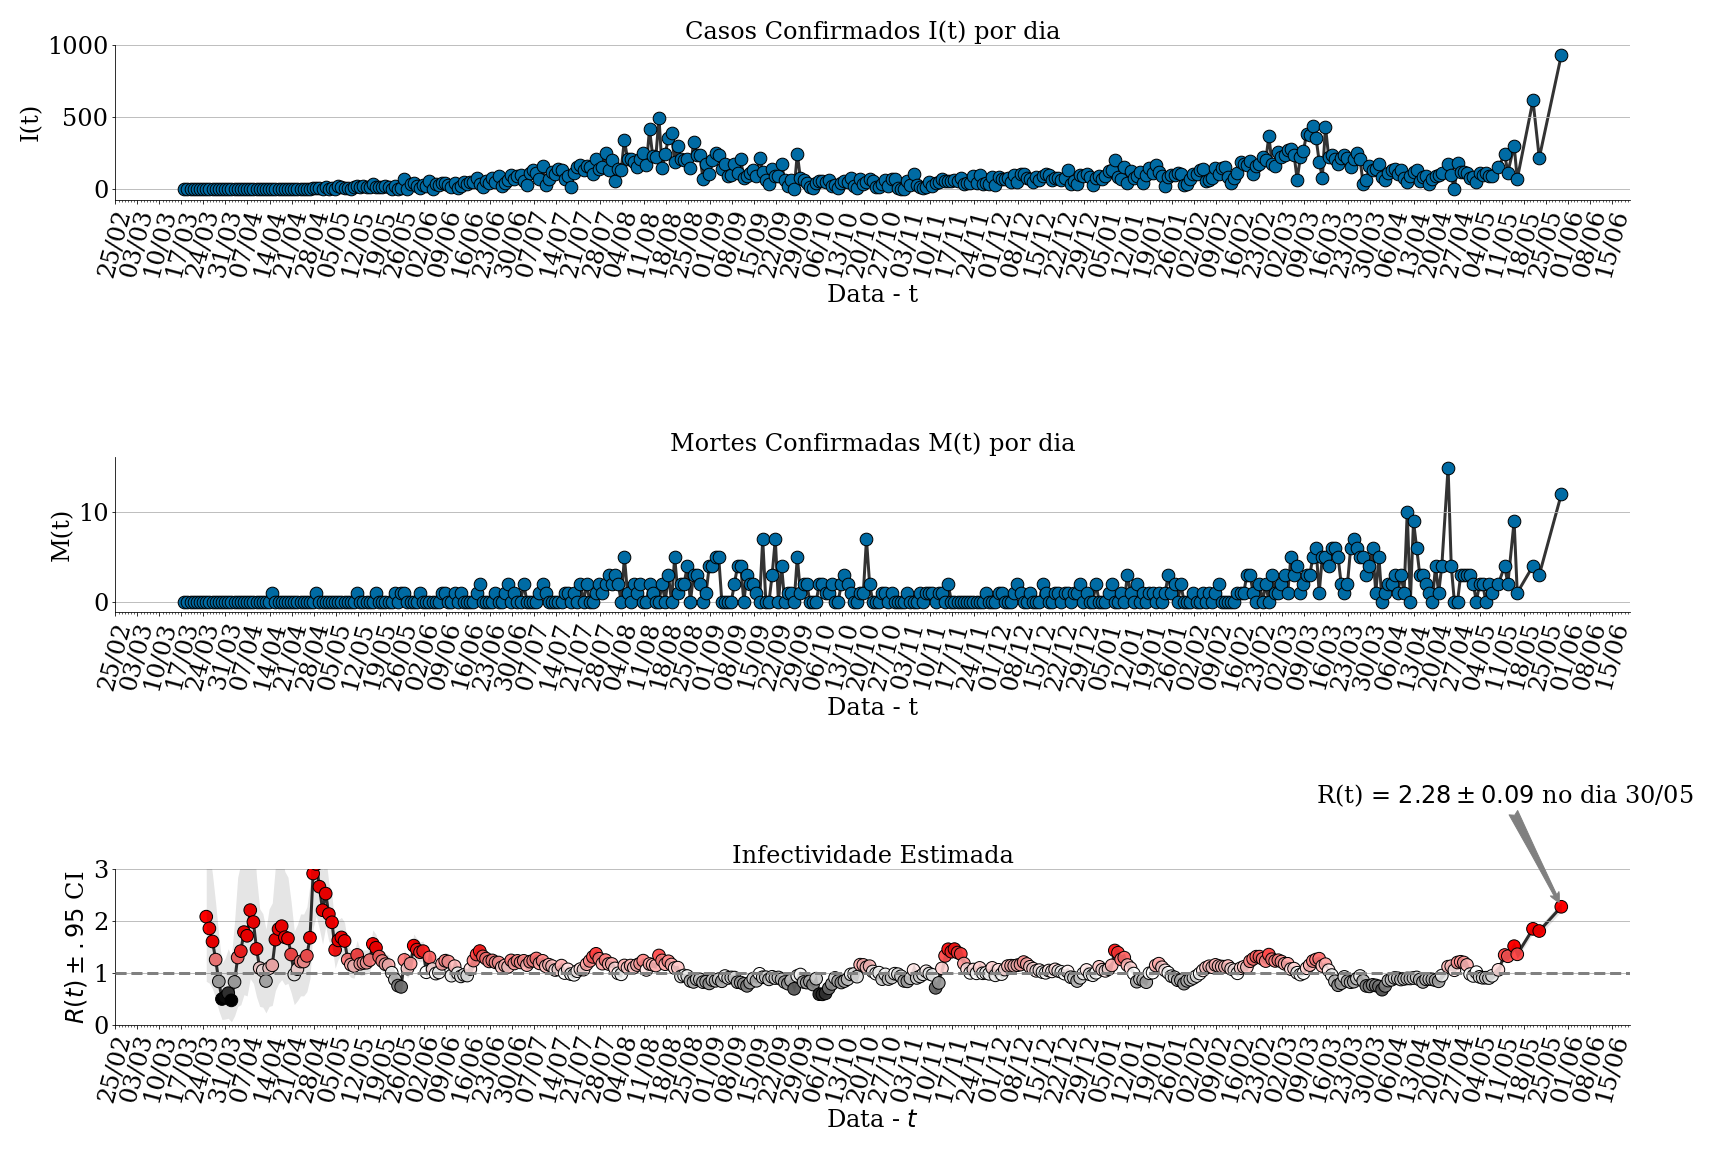 Casos Confirmados I(t) por dia
1000
500
0
I(t)
25/02 03/03 10/03 17/03 24/03 31/03 07/04 14/04 21/04 28/04 05/05 12/05 19/05 26/05 02/06 09/06 16/06 23/06 30/06 07/07 14/07 21/07 28/07 04/08 11/08 18/08 25/08 01/09 08/09 15/09 22/09 29/09 06/10 13/10 20/10 27/10 03/11 10/11 17/11 24/11 01/12 08/12 15/12 22/12 29/12 05/01 12/01 19/01 26/01 02/02 09/02 16/02 23/02 02/03 09/03 16/03 23/03 30/03 06/04 13/04 20/04 27/04 04/05 11/05 18/05 25/05 01/06 08/06 15/06
Data - t
Mortes Confirmadas M(t) por dia
10
0
M(t)
25/02 03/03 10/03 17/03 24/03 31/03 07/04 14/04 21/04 28/04 05/05 12/05 19/05 26/05 02/06 09/06 16/06 23/06 30/06 07/07 14/07 21/07 28/07 04/08 11/08 18/08 25/08 01/09 08/09 15/09 22/09 29/09 06/10 13/10 20/10 27/10 03/11 10/11 17/11 24/11 01/12 08/12 15/12 22/12 29/12 05/01 12/01 19/01 26/01 02/02 09/02 16/02 23/02 02/03 09/03 16/03 23/03 30/03 06/04 13/04 20/04 27/04 04/05 11/05 18/05 25/05 01/06 08/06 15/06
Data - t
R(t) = 2.28 ± 0.09 no dia 30/05
Infectividade Estimada
3
2
1
0
R(t) ± .95 CI
25/02 03/03 10/03 17/03 24/03 31/03 07/04 14/04 21/04 28/04 05/05 12/05 19/05 26/05 02/06 09/06 16/06 23/06 30/06 07/07 14/07 21/07 28/07 04/08 11/08 18/08 25/08 01/09 08/09 15/09 22/09 29/09 06/10 13/10 20/10 27/10 03/11 10/11 17/11 24/11 01/12 08/12 15/12 22/12 29/12 05/01 12/01 19/01 26/01 02/02 09/02 16/02 23/02 02/03 09/03 16/03 23/03 30/03 06/04 13/04 20/04 27/04 04/05 11/05 18/05 25/05 01/06 08/06 15/06
Data - t